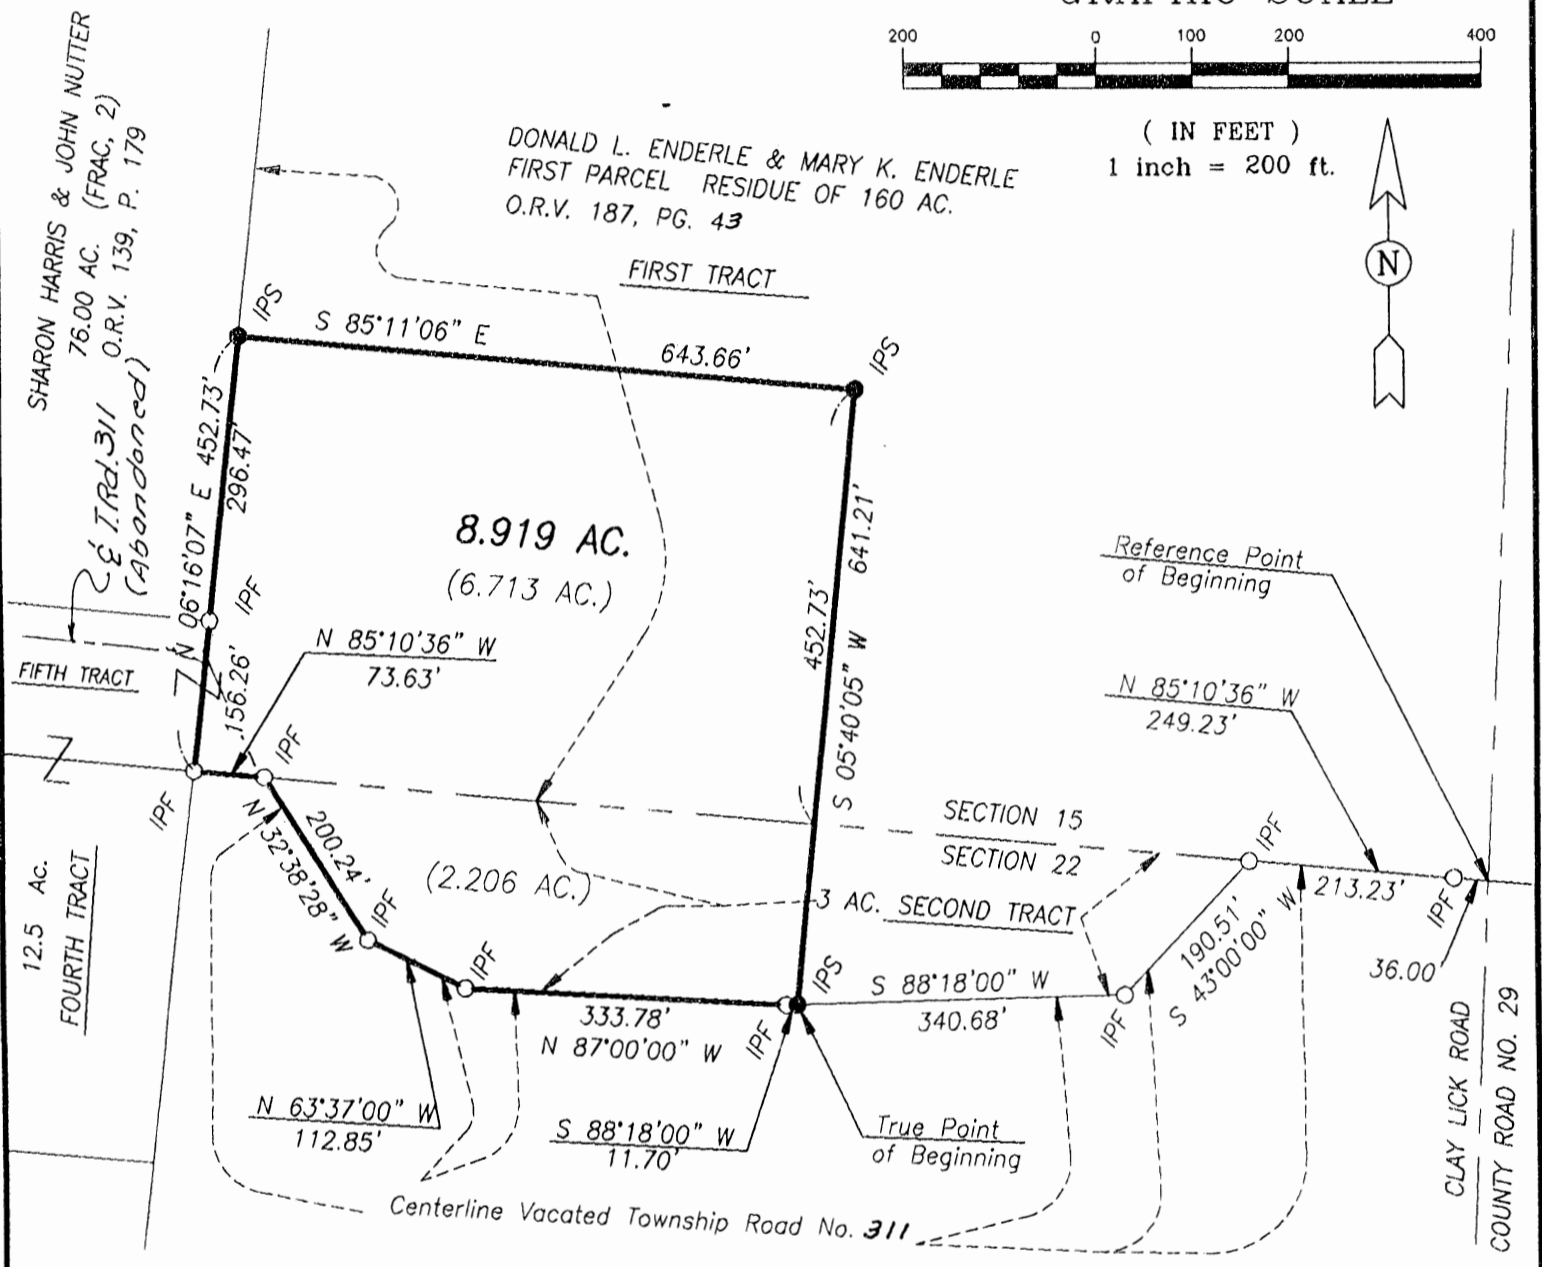 GRAPHIC SCALE
200 0 100 200 400
( IN FEET )
1 inch = 200 ft.
N
SHARON HARRIS & JOHN NUTTER
76.00 AC. (FRAC, 2)
O.R.V. 139, P. 179
& T.Rd.311
(Abandoned)
DONALD L. ENDERLE & MARY K. ENDERLE
FIRST PARCEL RESIDUE OF 160 AC.
O.R.V. 187, PG. 43
FIRST TRACT
IPS
S 85°11'06" E
643.66'
IPS
N 06°16'07" E 452.73'
296.47'
IPF
156.26'
8.919 AC.
(6.713 AC.)
N 85°10'36" W
73.63'
FIFTH TRACT
641.21'
452.73'
S 05°40'05" W
Reference Point
of Beginning
N 85°10'36" W
249.23'
IPF
IPF
N 32°38'28" W
200.24'
IPF
(2.206 AC.)
SECTION 15
SECTION 22
3 AC. SECOND TRACT
IPF
213.23'
IPF
36.00'
190.51'
S 43°00'00" W
12.5 Ac.
FOURTH TRACT
IPF
333.78'
N 87°00'00" W
IPF
IPS
S 88°18'00" W
340.68'
IPF
N 63°37'00" W
112.85'
S 88°18'00" W
11.70'
True Point
of Beginning
CLAY LICK ROAD
COUNTY ROAD NO. 29
Centerline Vacated Township Road No. 311